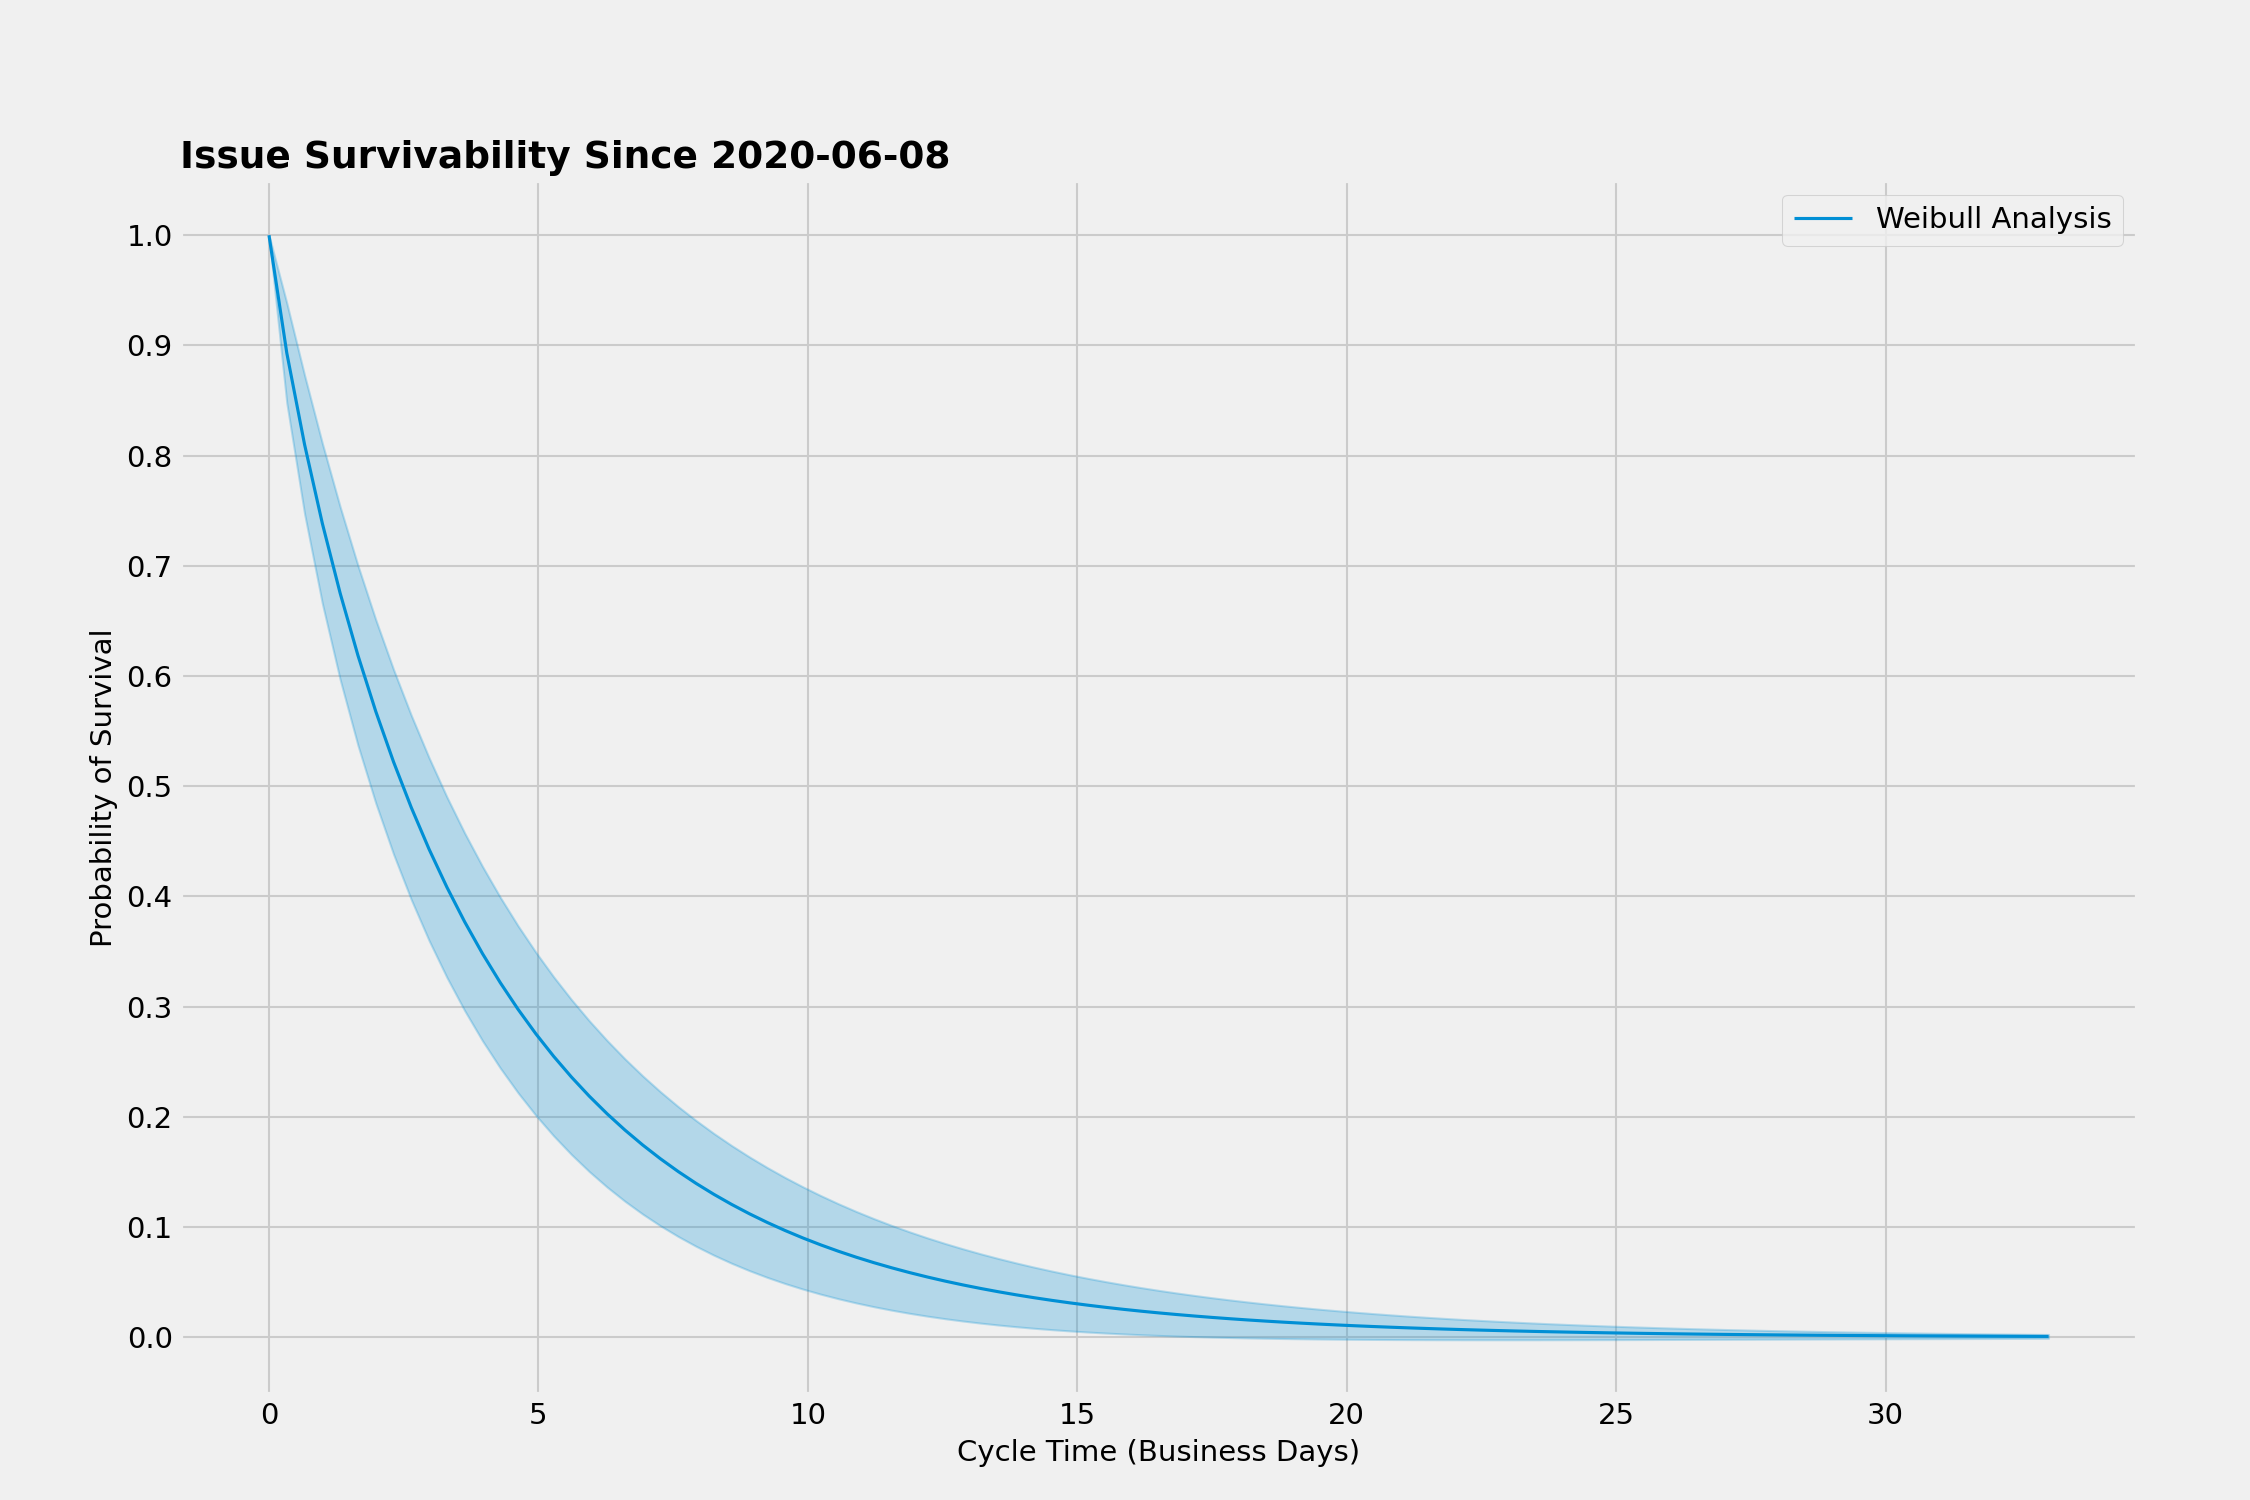 Issue Survivability Since 2020-06-08
Weibull Analysis
1.0
0.9
0.8
0.7
0.6
0.5
0.4
0.3
0.2
0.1
0.0
Probability of Survival
0 5 10 15 20 25 30
Cycle Time (Business Days)